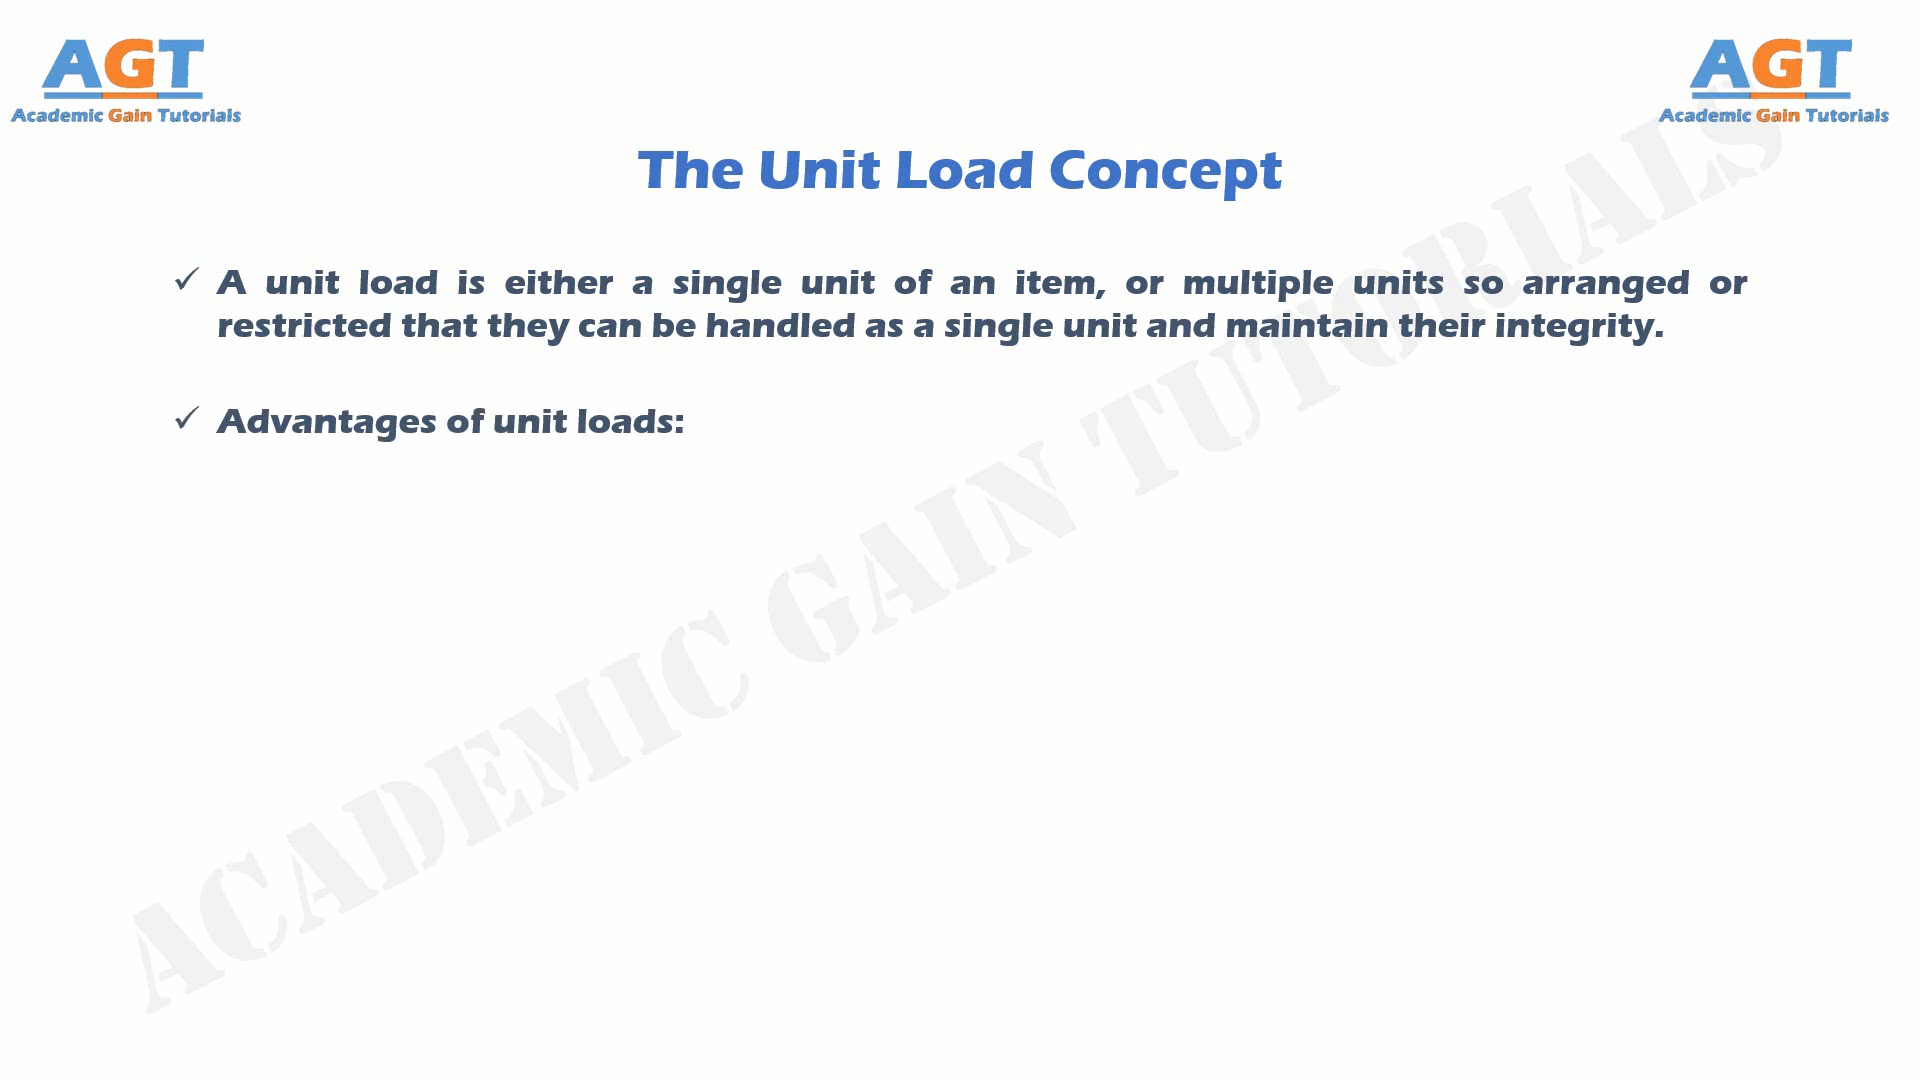 AGT
Academic Gain Tutorials
AGT
Academic Gain Tutorials
The Unit Load Concept
✓ A unit load is either a single unit of an item, or multiple units so arranged or
restricted that they can be handled as a single unit and maintain their integrity.
✓ Advantages of unit loads:
ACADEMIC GAIN TUTORIALS